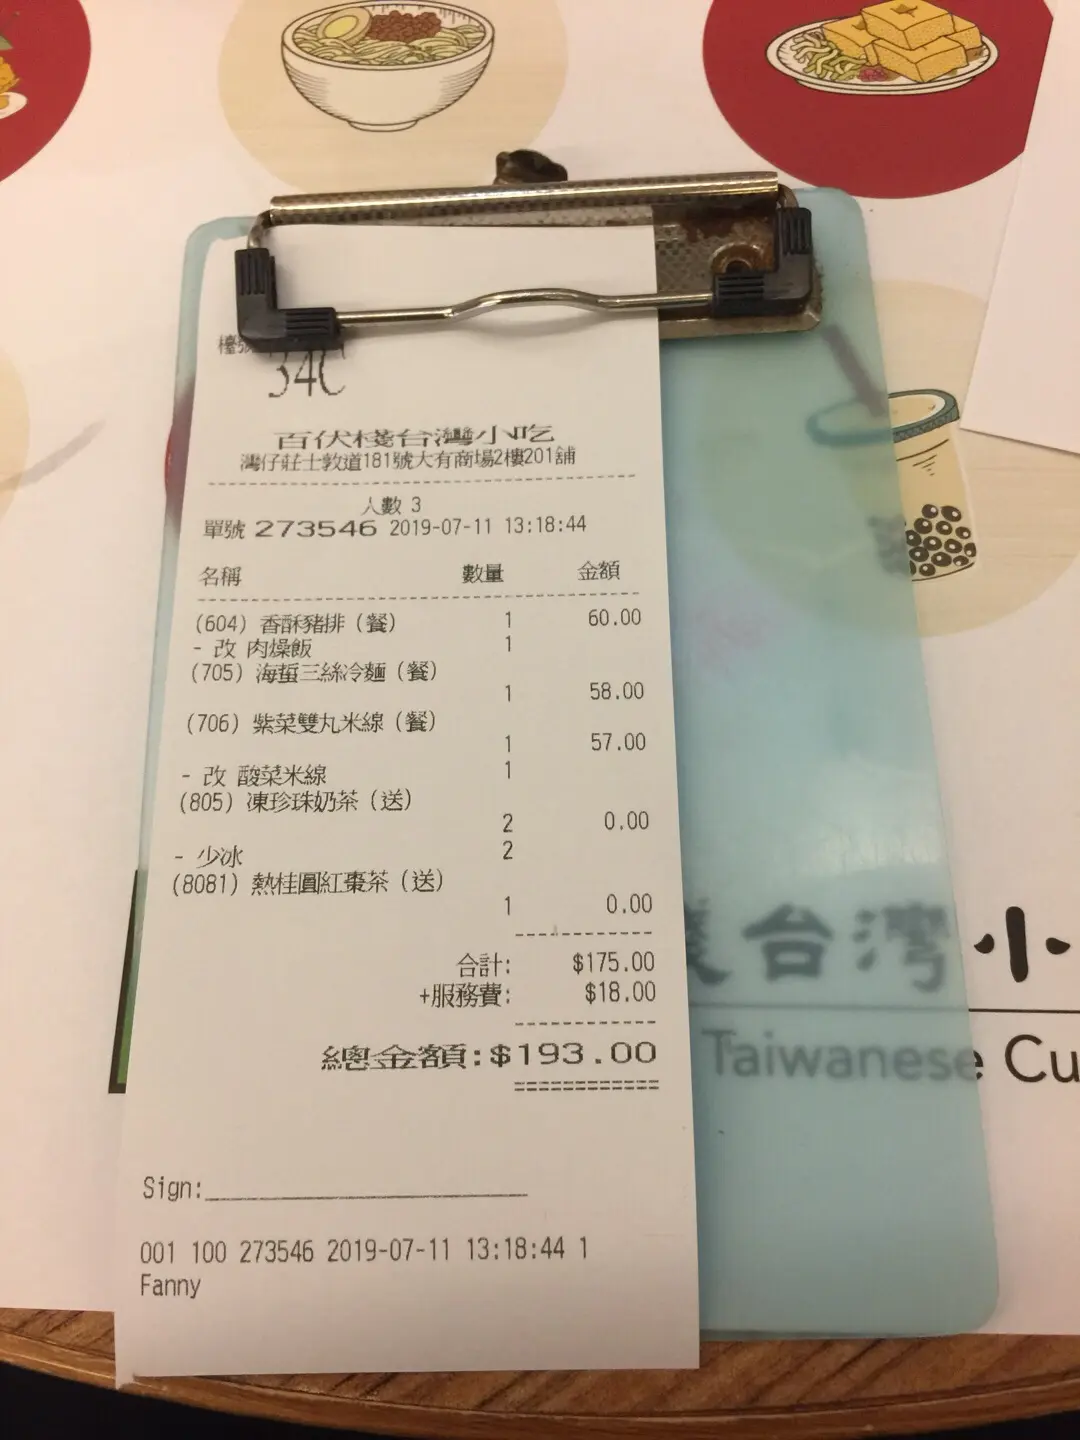 檯號
34C
百伏棧台灣小吃
灣仔莊士敦道181號大有商場2樓201舖
人數 3
單號 273546 2019-07-11 13:18:44
名稱 數量 金額
(604) 香酥豬排（餐） 1 60.00
- 改 肉燥飯 1
(705) 海蜇三絲冷麵（餐）
1 58.00
(706) 紫菜雙丸米線（餐）
1 57.00
- 改 酸菜米線 1
(805) 凍珍珠奶茶（送）
2 0.00
- 少冰 2
(8081) 熱桂圓紅棗茶（送）
1 0.00
合計: $175.00
+服務費: $18.00
總金額:$193.00
Sign:
001 100 273546 2019-07-11 13:18:44 1
Fanny
棧台灣小
Taiwanese Cu